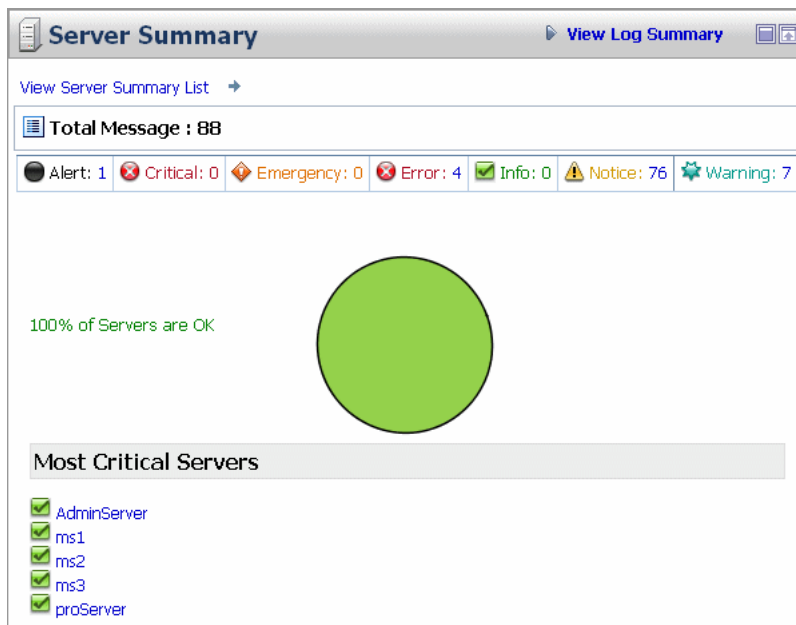 Server Summary
View Log Summary
View Server Summary List
Total Message : 88
Alert: 1 Critical: 0 Emergency: 0 Error: 4 Info: 0 Notice: 76 Warning: 7
100% of Servers are OK
Most Critical Servers
AdminServer
ms1
ms2
ms3
proServer